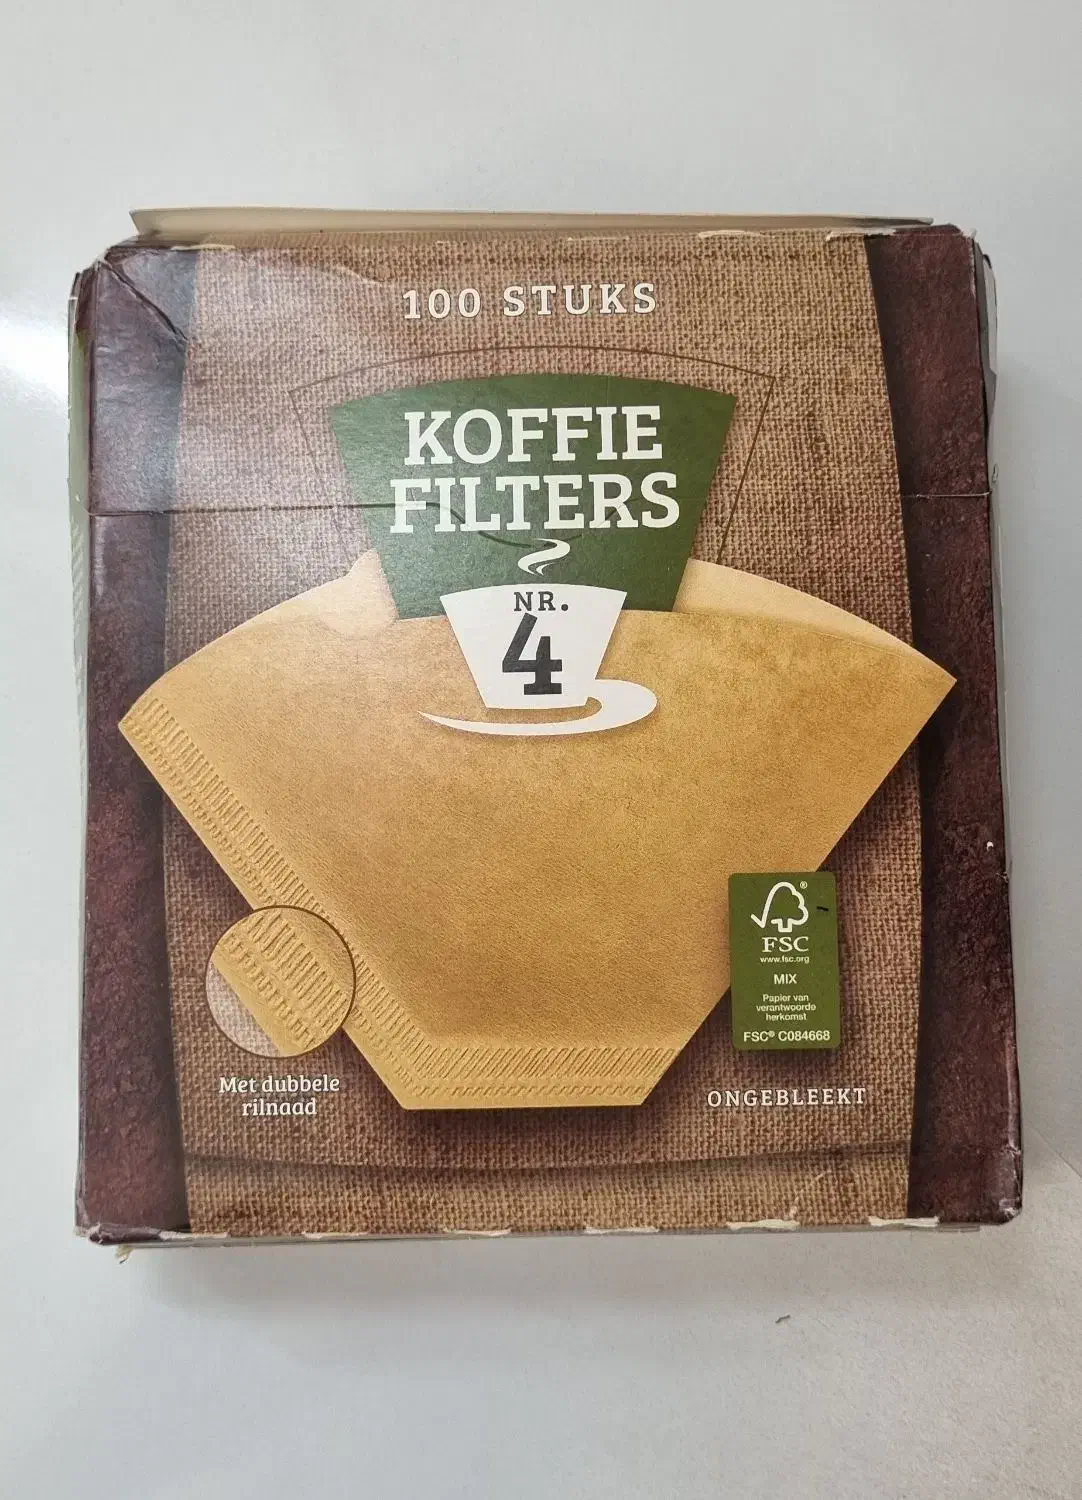 100 STUKS
KOFFIE
FILTERS
NR.
4
FSC
www.fsc.org
MIX
Papier van
verantwoorde
herkomst
FSC® C084668
Met dubbele
rilnaad
ONGEBLEEKT